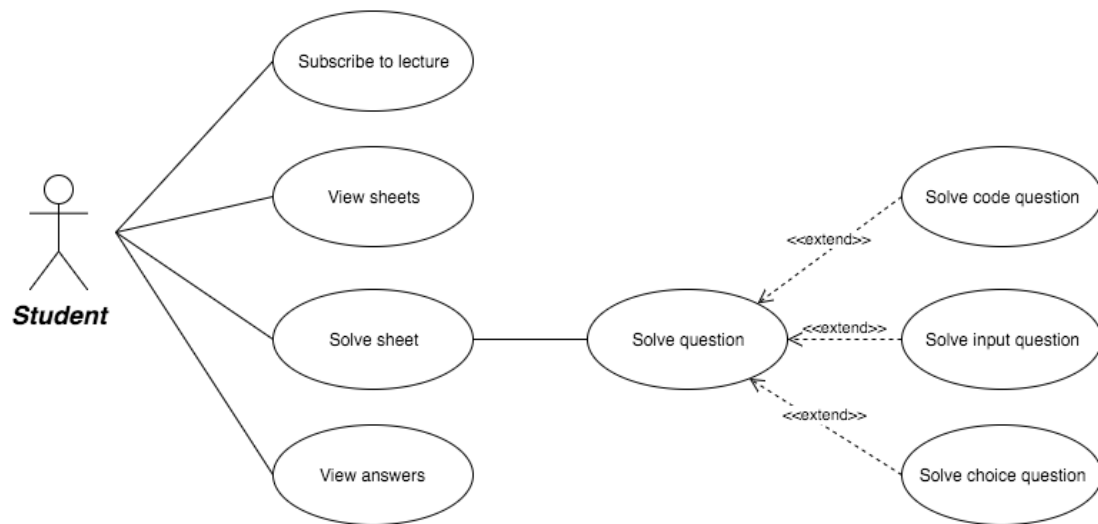 Subscribe to lecture
View sheets
Solve code question
<<extend>>
Student
Solve sheet
Solve question
<<extend>>
Solve input question
<<extend>>
View answers
Solve choice question